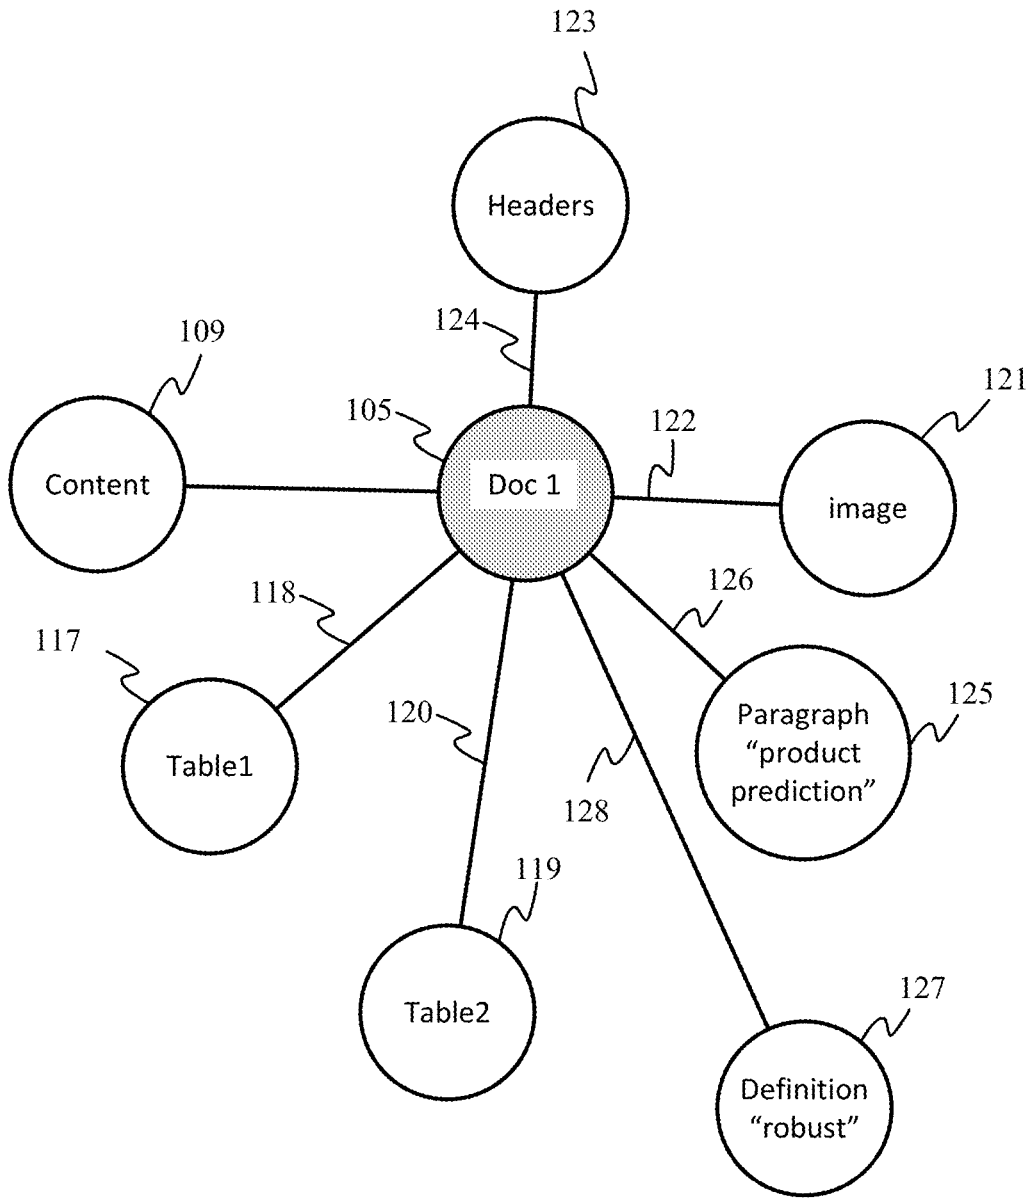 123
Headers
124
109
105
122
121
Content
Doc 1
image
118
126
117
120
125
Paragraph
“product
prediction”
Table1
128
119
Table2
127
Definition
“robust”